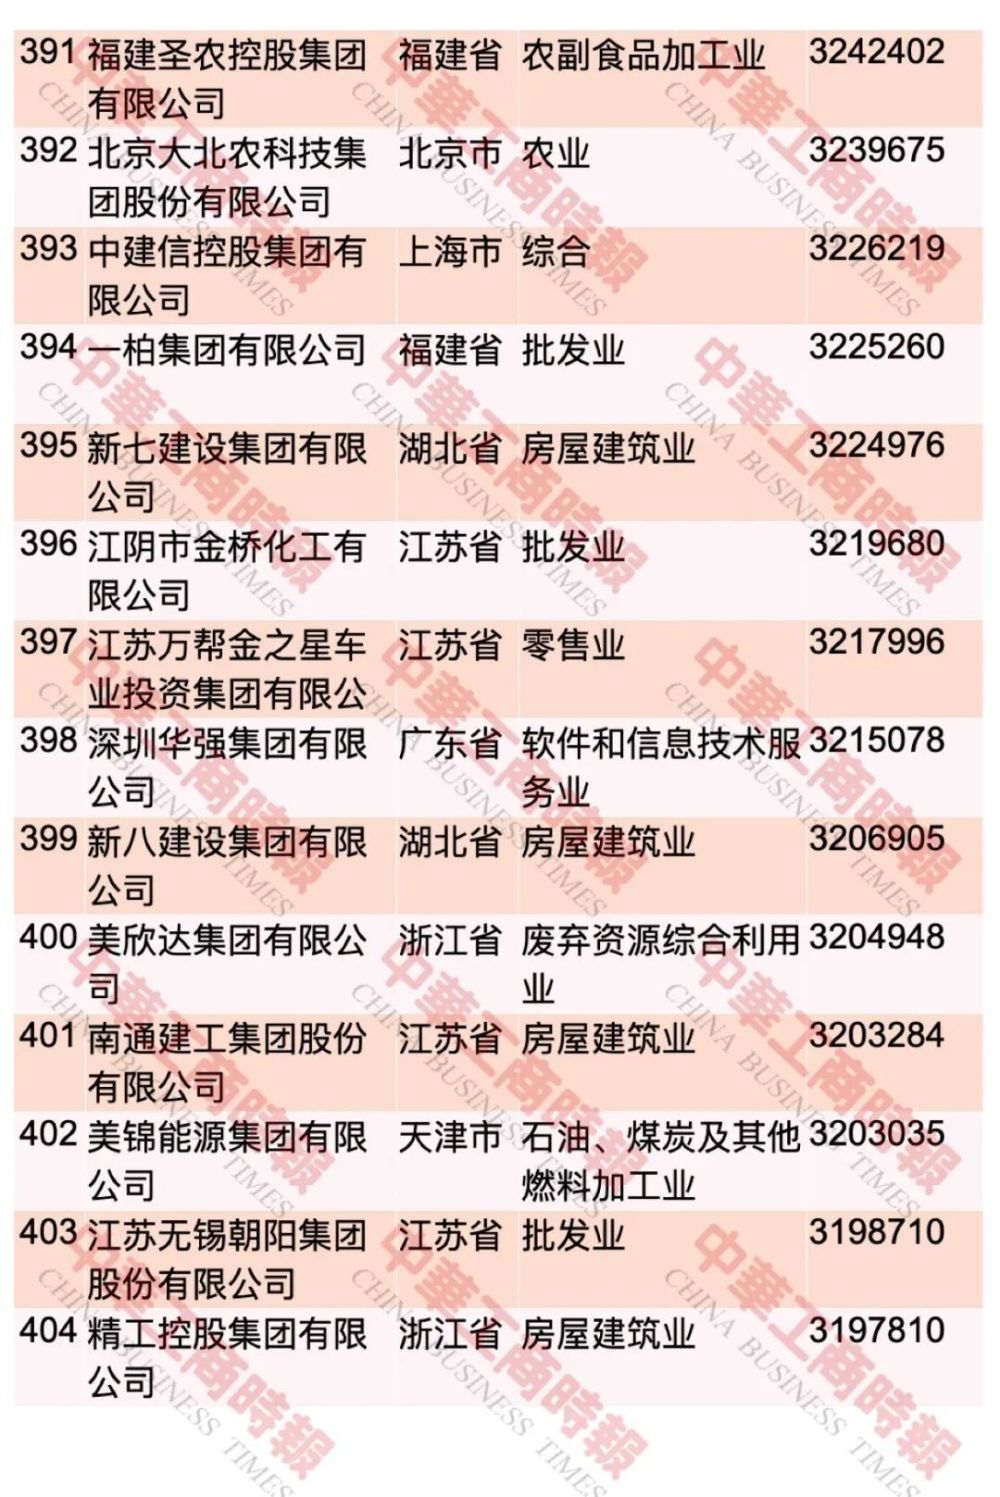 391 福建圣农控股集团 福建省 农副食品加工业 3242402
有限公司
392 北京大北农科技集 北京市 农业 3239675
团股份有限公司
393 中建信控股集团有 上海市 综合 3226219
限公司
394 一柏集团有限公司 福建省 批发业 3225260
395 新七建设集团有限 湖北省 房屋建筑业 3224976
公司
396 江阴市金桥化工有 江苏省 批发业 3219680
限公司
397 江苏万帮金之星车 江苏省 零售业 3217996
业投资集团有限公
398 深圳华强集团有限 广东省 软件和信息技术服 3215078
公司 务业
399 新八建设集团有限 湖北省 房屋建筑业 3206905
公司
400 美欣达集团有限公 浙江省 废弃资源综合利用 3204948
司 业
401 南通建工集团股份 江苏省 房屋建筑业 3203284
有限公司
402 美锦能源集团有限 天津市 石油、煤炭及其他 3203035
公司 燃料加工业
403 江苏无锡朝阳集团 江苏省 批发业 3198710
股份有限公司
404 精工控股集团有限 浙江省 房屋建筑业 3197810
公司
中華工商時報
CHINA BUSINESS TIMES